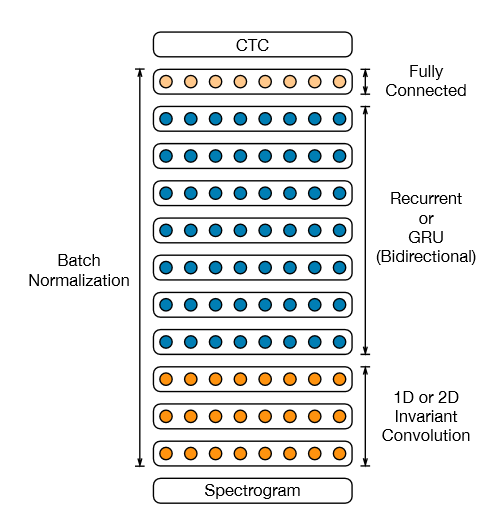 CTC
Fully
Connected
Recurrent
or
GRU
(Bidirectional)
Batch
Normalization
1D or 2D
Invariant
Convolution
Spectrogram